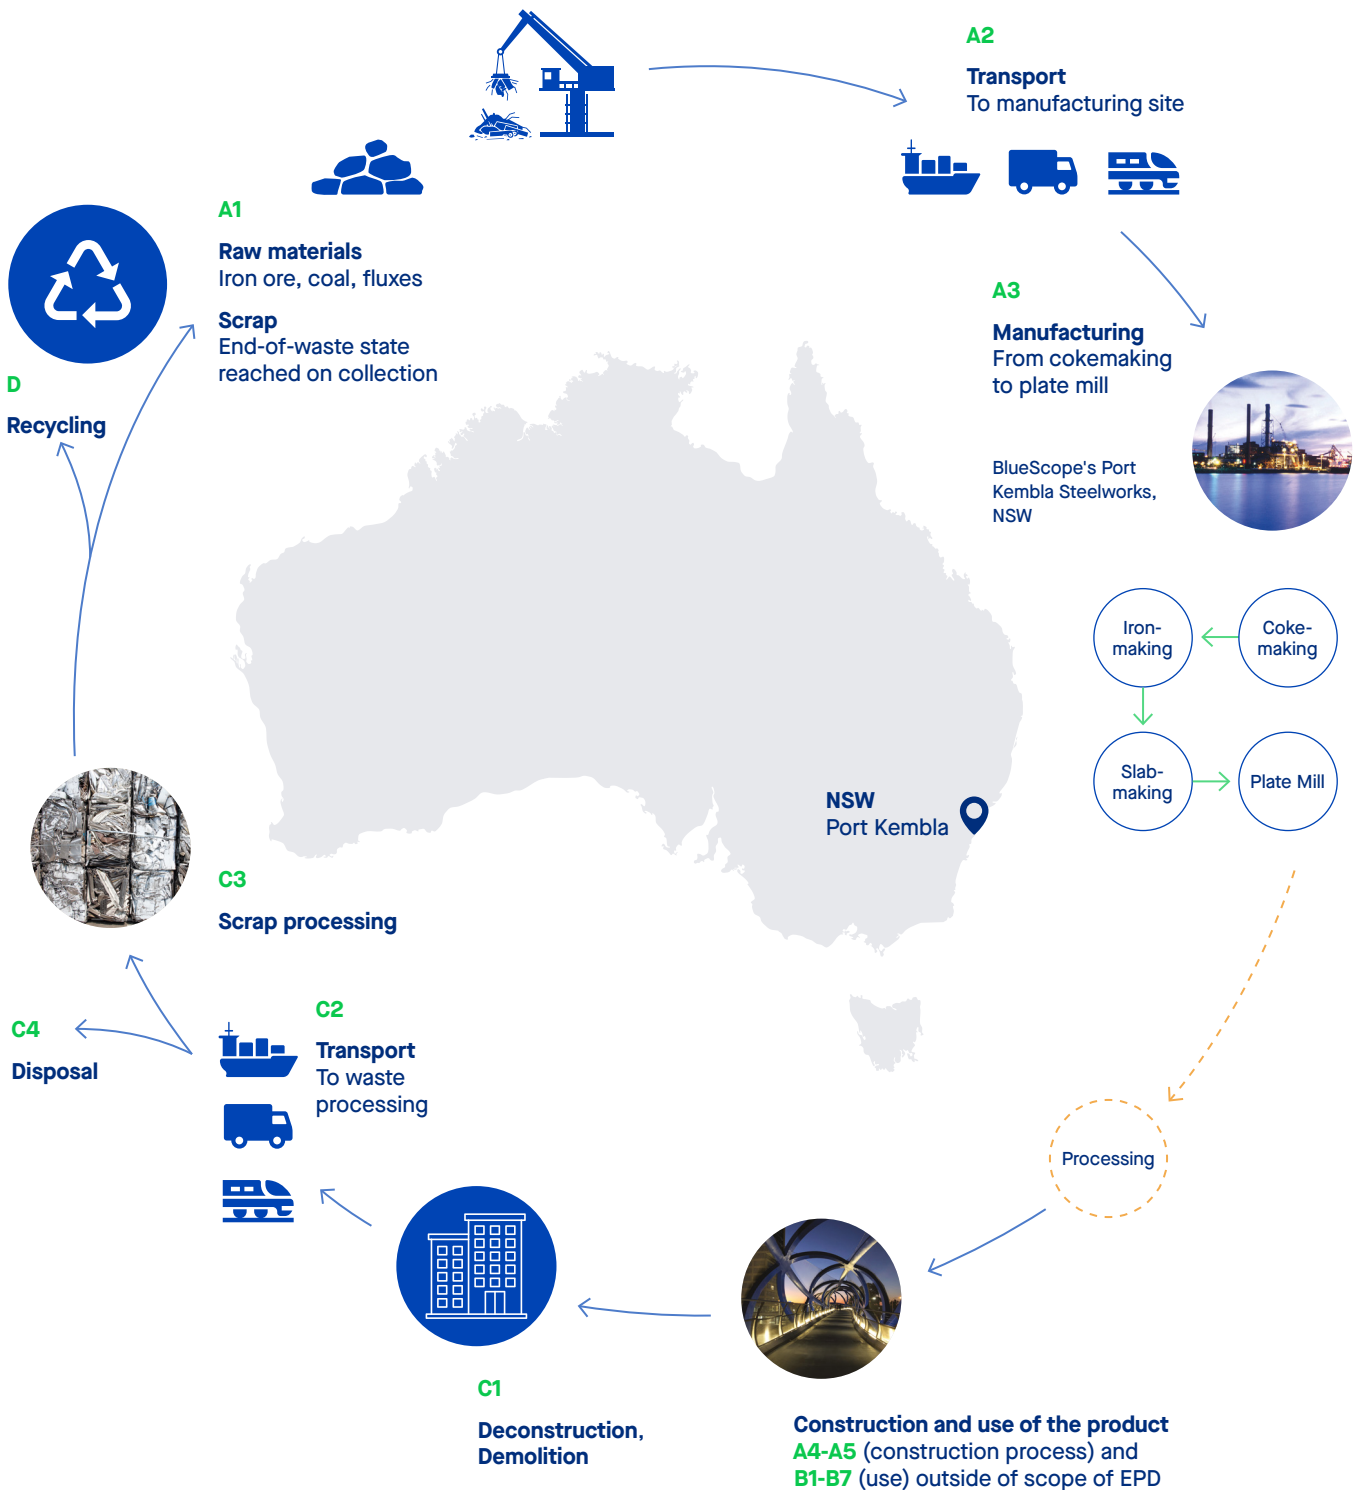 A1
Raw materials
Iron ore, coal, fluxes
Scrap
End-of-waste state
reached on collection
A2
Transport
To manufacturing site
A3
Manufacturing
From cokemaking
to plate mill
BlueScope's Port
Kembla Steelworks,
NSW
Coke-
making
Iron-
making
Slab-
making
Plate Mill
NSW
Port Kembla
Processing
Construction and use of the product
A4-A5 (construction process) and
B1-B7 (use) outside of scope of EPD
C1
Deconstruction,
Demolition
C2
Transport
To waste
processing
C4
Disposal
C3
Scrap processing
D
Recycling